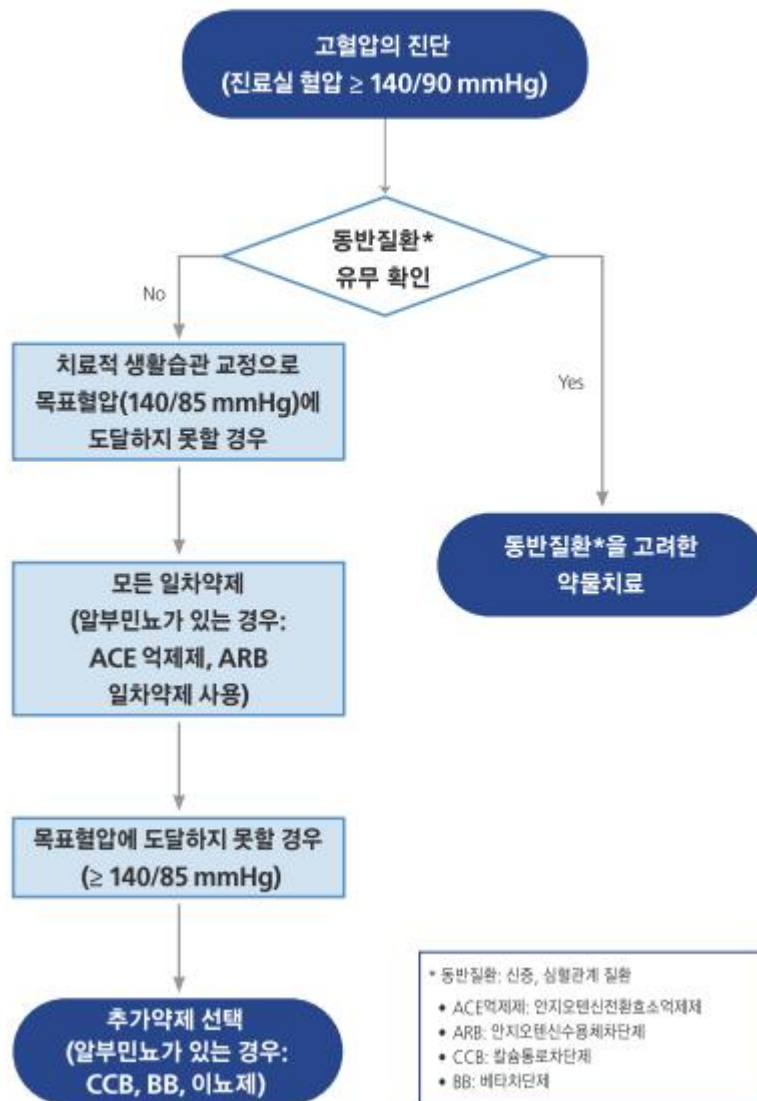 고혈압의 진단
(진료실 혈압 ≥ 140/90 mmHg)
동반질환*
유무 확인
No
Yes
치료적 생활습관 교정으로
목표혈압(140/85 mmHg)에
도달하지 못할 경우
동반질환*을 고려한
약물치료
모든 일차약제
(알부민뇨가 있는 경우:
ACE 억제제, ARB
일차약제 사용)
목표혈압에 도달하지 못할 경우
(≥ 140/85 mmHg)
추가약제 선택
(알부민뇨가 있는 경우:
CCB, BB, 이뇨제)
* 동반질환: 신증, 심혈관계 질환
• ACE억제제: 안지오텐신전환효소억제제
• ARB: 안지오텐신수용체차단제
• CCB: 칼슘통로차단제
• BB: 베타차단제